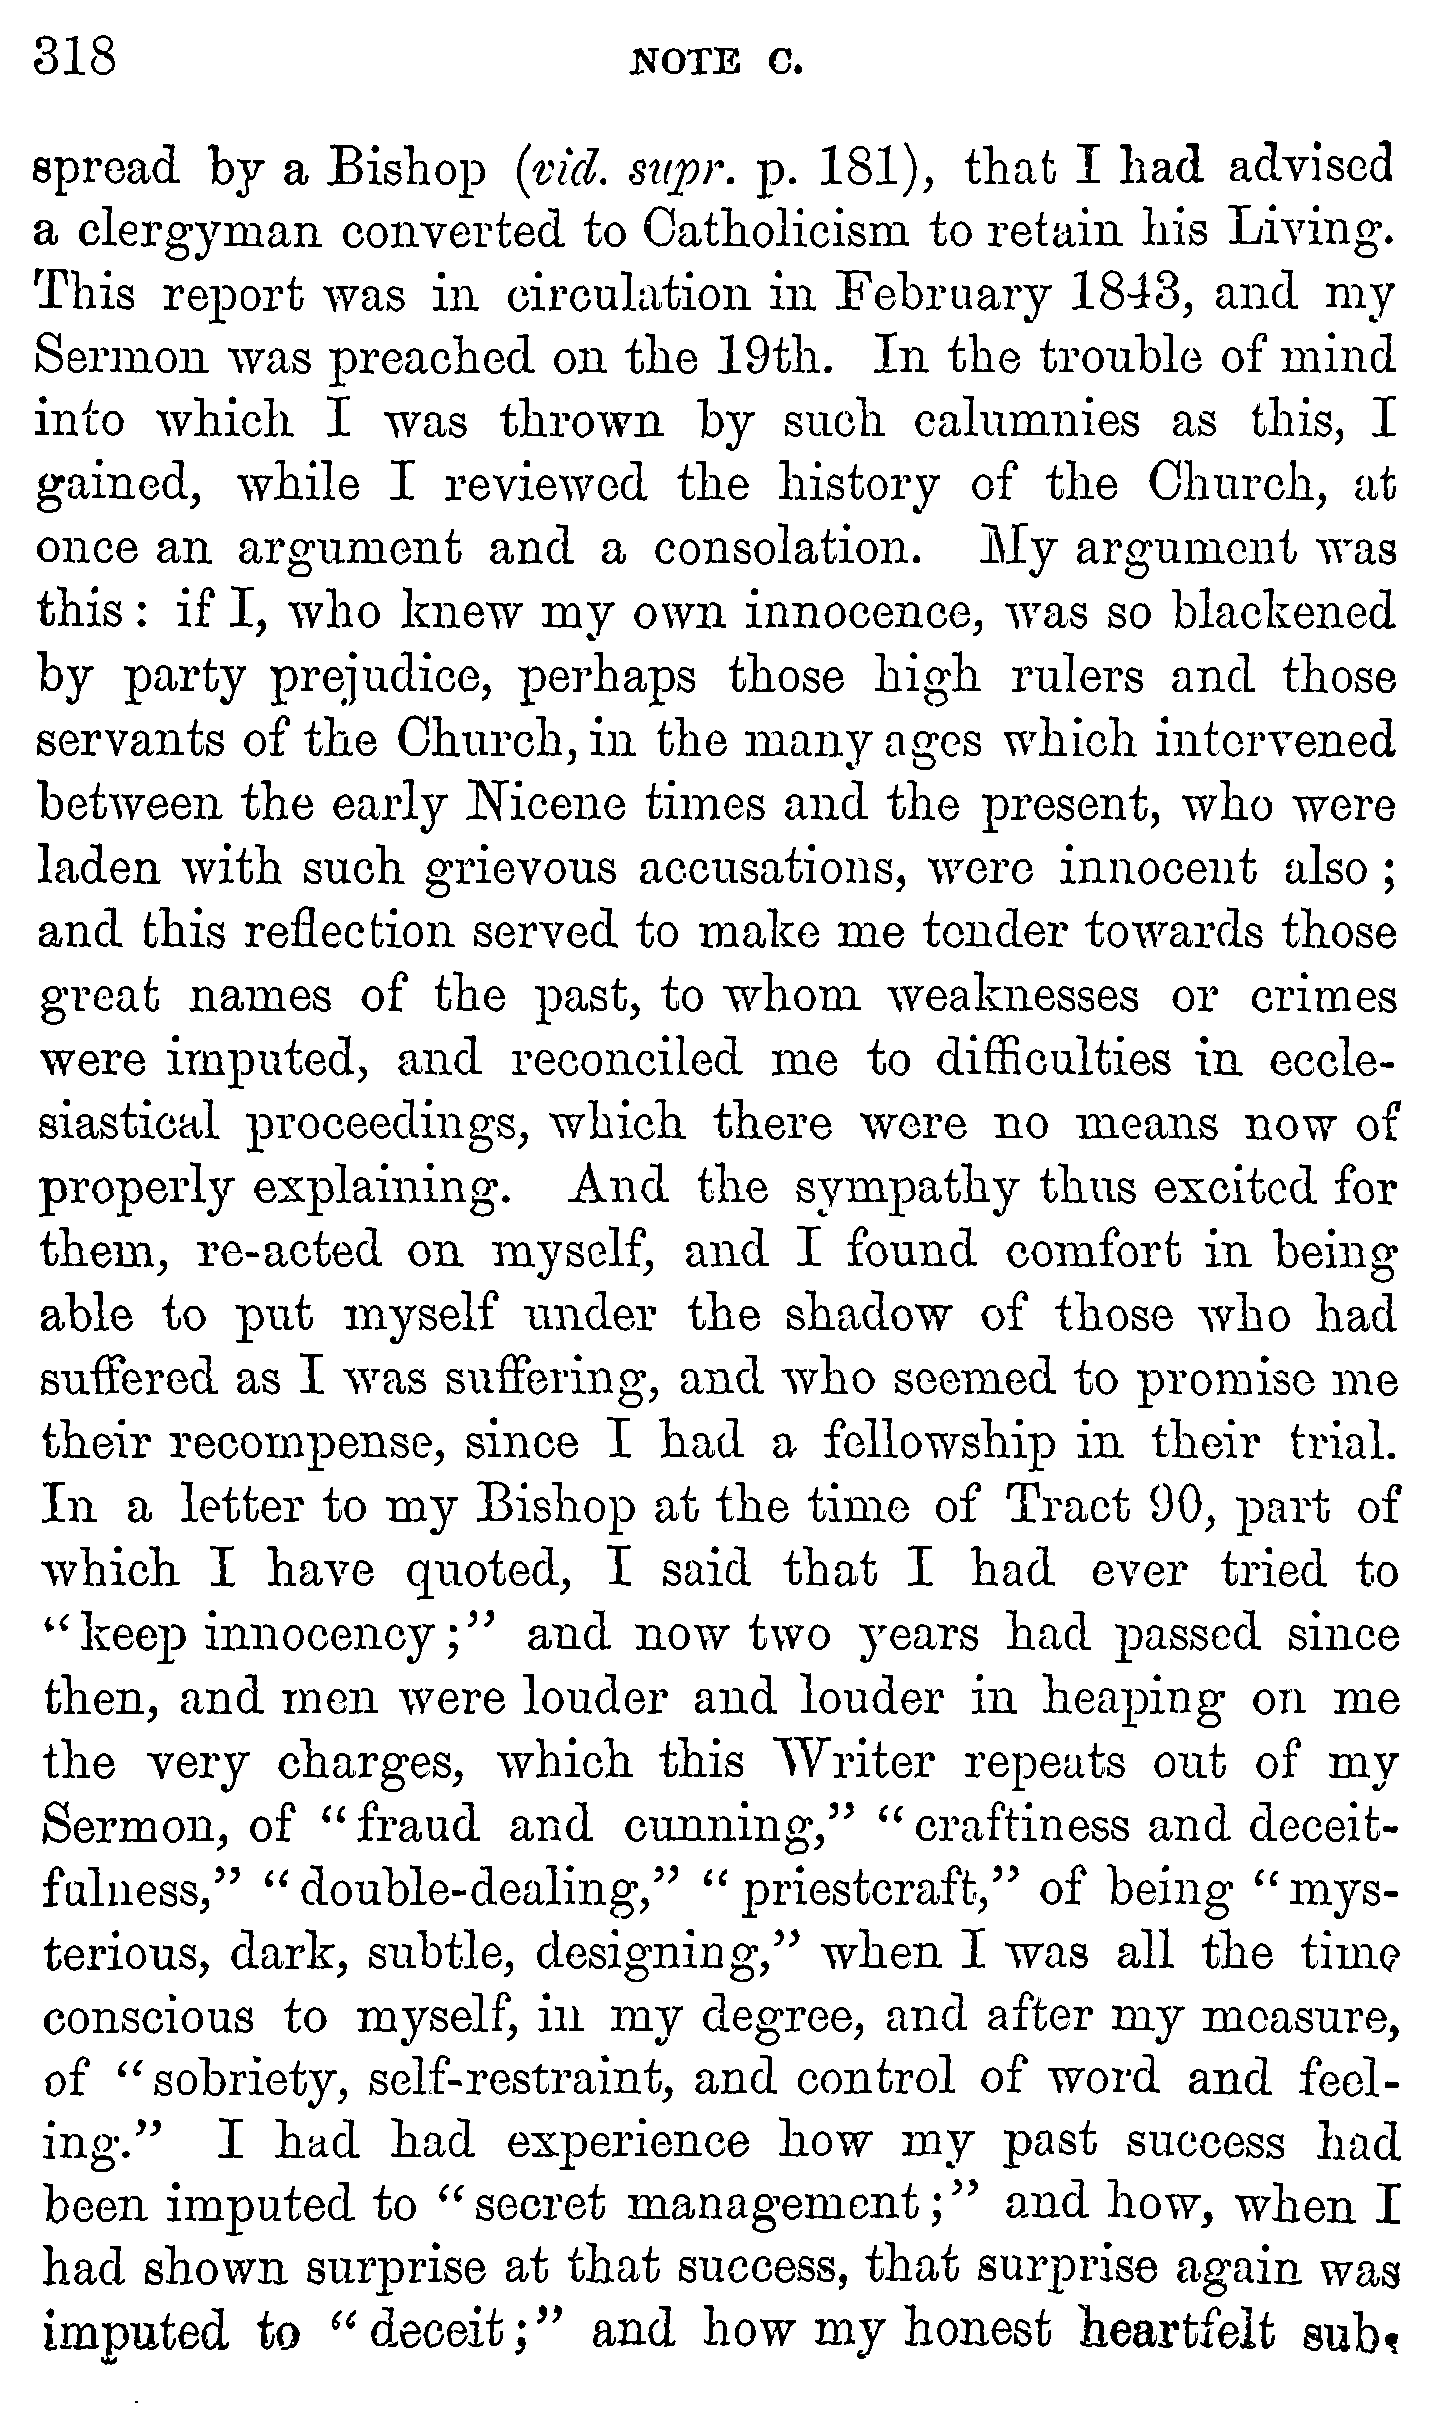 318 NOTE C.
spread by a Bishop (vid. supr. p. 181), that I had advised
a clergyman converted to Catholicism to retain his Living.
This report was in circulation in February 1843, and my
Sermon was preached on the 19th. In the trouble of mind
into which I was thrown by such calumnies as this, I
gained, while I reviewed the history of the Church, at
once an argument and a consolation. My argument was
this: if I, who knew my own innocence, was so blackened
by party prejudice, perhaps those high rulers and those
servants of the Church, in the many ages which intervened
between the early Nicene times and the present, who were
laden with such grievous accusations, were innocent also;
and this reflection served to make me tender towards those
great names of the past, to whom weaknesses or crimes
were imputed, and reconciled me to difficulties in eccle-
siastical proceedings, which there were no means now of
properly explaining. And the sympathy thus excited for
them, re-acted on myself, and I found comfort in being
able to put myself under the shadow of those who had
suffered as I was suffering, and who seemed to promise me
their recompense, since I had a fellowship in their trial.
In a letter to my Bishop at the time of Tract 90, part of
which I have quoted, I said that I had ever tried to
"keep innocency;" and now two years had passed since
then, and men were louder and louder in heaping on me
the very charges, which this Writer repeats out of my
Sermon, of "fraud and cunning," "craftiness and deceit-
fulness," "double-dealing," "priestcraft," of being "mys-
terious, dark, subtle, designing," when I was all the time
conscious to myself, in my degree, and after my measure,
of "sobriety, self-restraint, and control of word and feel-
ing." I had had experience how my past success had
been imputed to "secret management;" and how, when I
had shown surprise at that success, that surprise again was
imputed to "deceit;" and how my honest heartfelt sub-